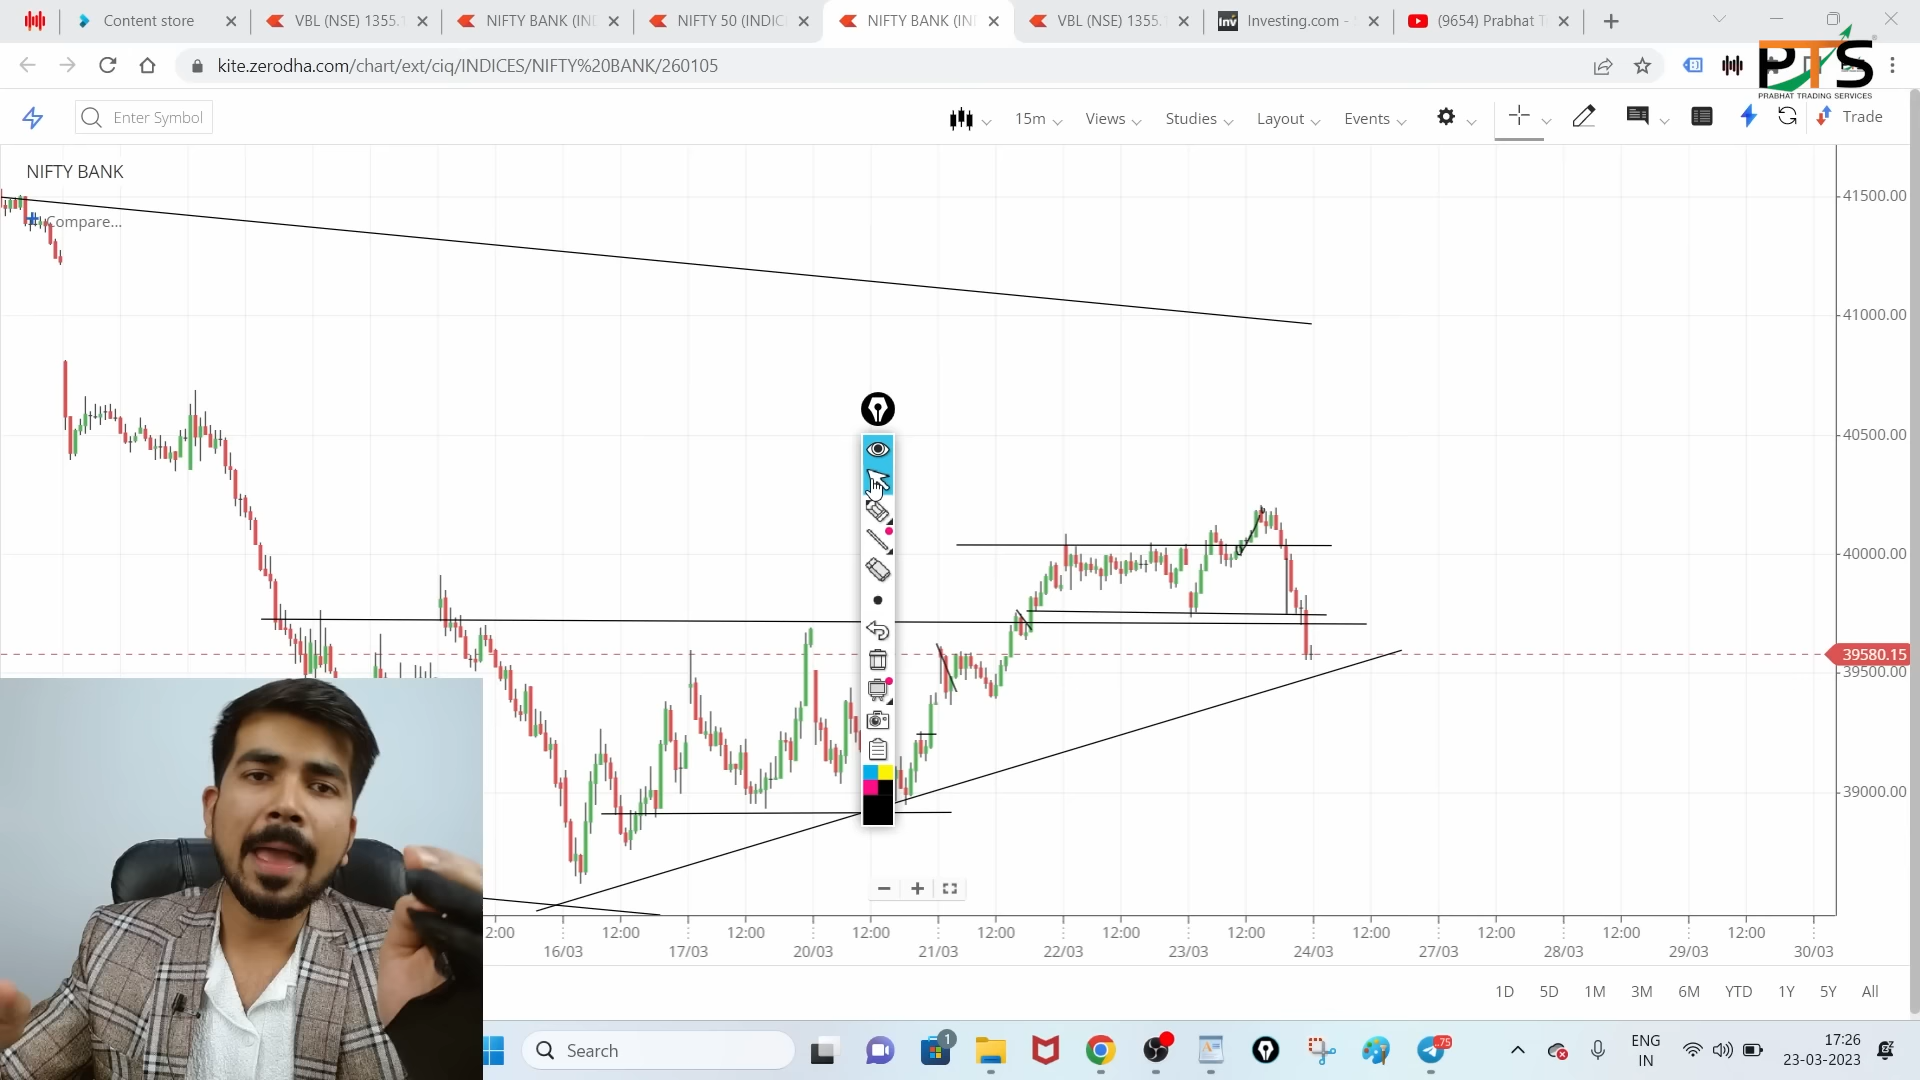 Content store
VBL (NSE) 1355.
NIFTY BANK (IND
NIFTY 50 (INDIC
NIFTY BANK (IN
VBL (NSE) 1355.
Inv
Investing.com -
(9654) Prabhat T
kite.zerodha.com/chart/ext/ciq/INDICES/NIFTY%20BANK/260105
PTS
PRABHAT TRADING SERVICES
Enter Symbol
15m
Views
Studies
Layout
Events
Trade
NIFTY BANK
Compare...
41500.00
41000.00
40500.00
40000.00
39580.15
39500.00
39000.00
2:00
12:00
12:00
12:00
12:00
12:00
12:00
12:00
12:00
12:00
12:00
16/03
17/03
20/03
21/03
22/03
23/03
24/03
27/03
28/03
29/03
30/03
1D
5D
1M
3M
6M
YTD
1Y
5Y
All
Search
1
.75
ENG
IN
17:26
23-03-2023